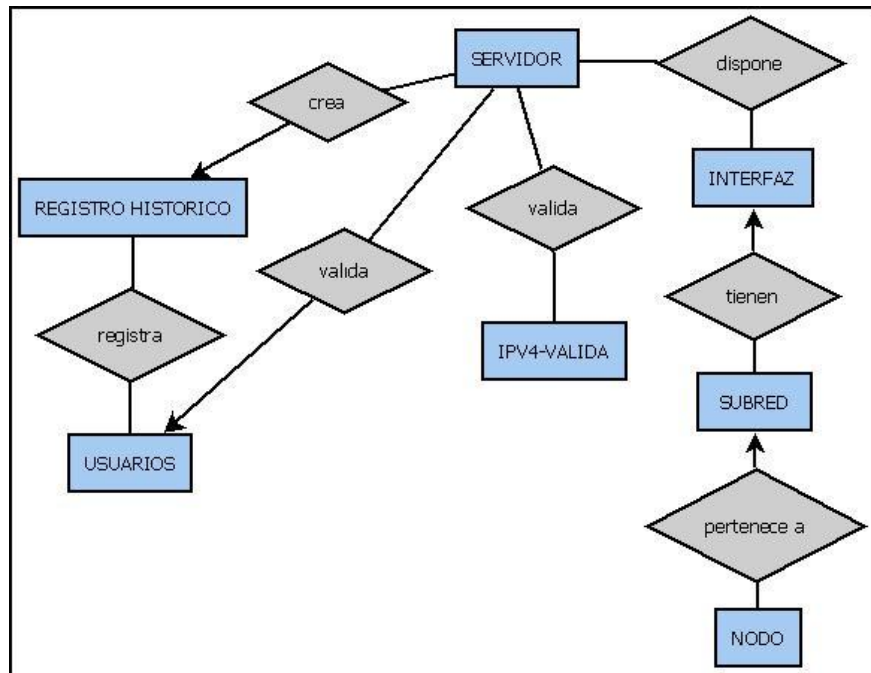 SERVIDOR
dispone
crea
INTERFAZ
REGISTRO HISTORICO
valida
valida
tienen
registra
IPV4-VALIDA
SUBRED
USUARIOS
pertenece a
NODO